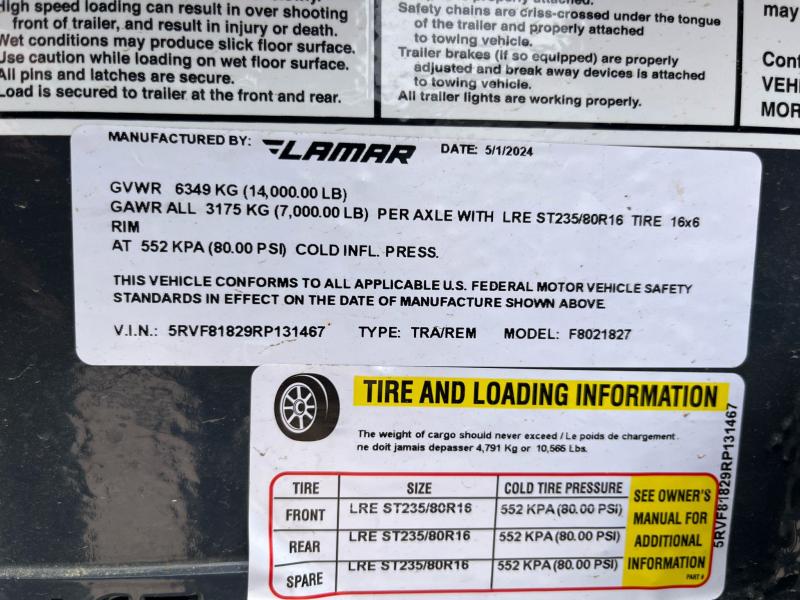 High speed loading can result in over shooting
front of trailer, and result in injury or death.
Wet conditions may produce slick floor surface.
Use caution while loading on wet floor surface.
All pins and latches are secure.
Load is secured to trailer at the front and rear.
properly attached.
Safety chains are criss-crossed under the tongue
of the trailer and properly attached
to towing vehicle.
Trailer brakes (if so equipped) are properly
adjusted and break away devices is attached
to towing vehicle.
All trailer lights are working properly.
may
VEH
MOR
MANUFACTURED BY: LAMAR DATE: 5/1/2024
GVWR 6349 KG (14,000.00 LB)
GAWR ALL 3175 KG (7,000.00 LB) PER AXLE WITH LRE ST235/80R16 TIRE 16x6
RIM
AT 552 KPA (80.00 PSI) COLD INFL. PRESS.
THIS VEHICLE CONFORMS TO ALL APPLICABLE U.S. FEDERAL MOTOR VEHICLE SAFETY
STANDARDS IN EFFECT ON THE DATE OF MANUFACTURE SHOWN ABOVE
V.I.N.: 5RVF81829RP131467 TYPE: TRA/REM MODEL: F8021827
TIRE AND LOADING INFORMATION
The weight of cargo should never exceed / Le poids de chargement
ne doit jamais depasser 4,791 Kg or 10,565 Lbs.
TIRE SIZE COLD TIRE PRESSURE
FRONT LRE ST235/80R16 552 KPA (80.00 PSI)
REAR LRE ST235/80R16 552 KPA (80.00 PSI)
SPARE LRE ST235/80R16 552 KPA (80.00 PSI)
SEE OWNER'S
MANUAL FOR
ADDITIONAL
INFORMATION
PART #
5RVF81829RP131467